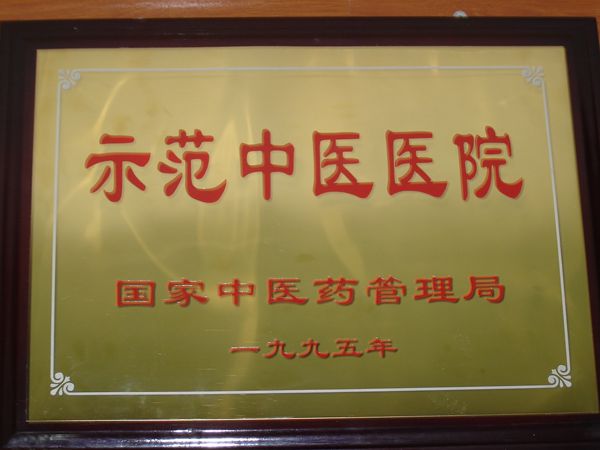 示范中医医院
国家中医药管理局
一九九五年